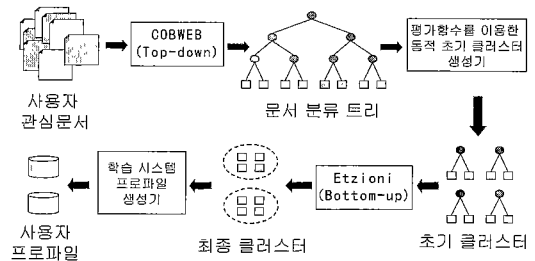 COBWEB
(Top-down)
평가함수를 이용한
동적 초기 클러스터
생성기
사용자
관심문서
문서 분류 트리
학습 시스템
프로파일
생성기
Etzioni
(Bottom-up)
사용자
프로파일
최종 클러스터
초기 클러스터